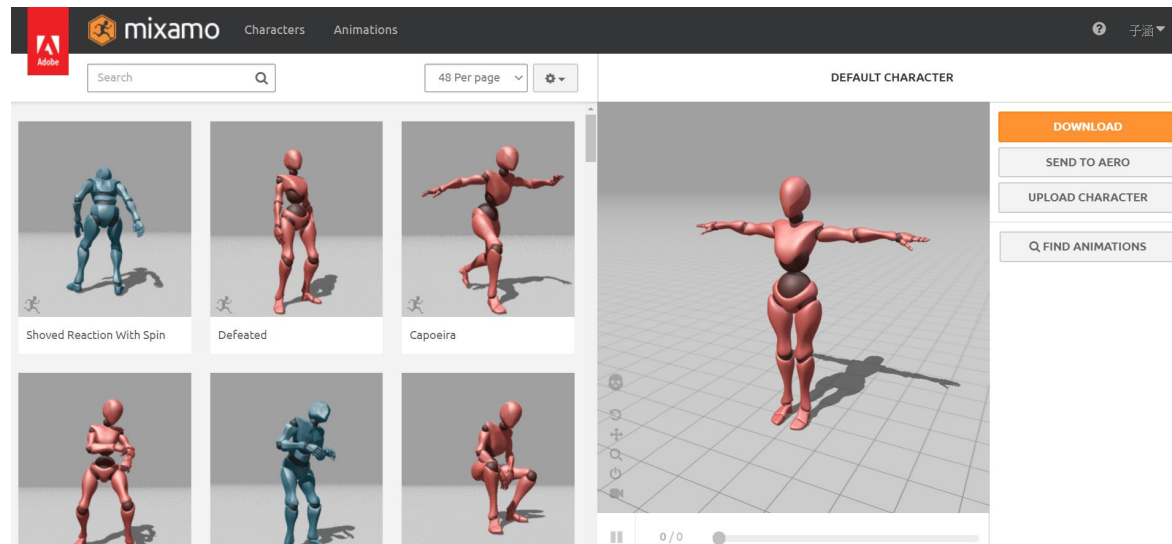 Adobe
mixamo
Characters
Animations
子涵
Search
48 Per page
DEFAULT CHARACTER
DOWNLOAD
SEND TO AERO
UPLOAD CHARACTER
FIND ANIMATIONS
Shoved Reaction With Spin
Defeated
Capoeira
0 / 0